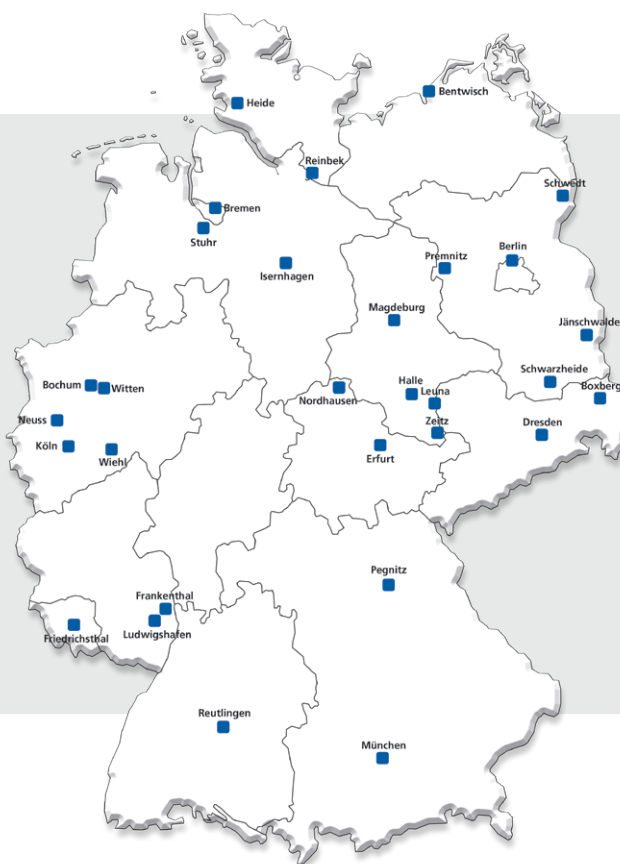 Bentwisch
Heide
Reinbek
Schwedt
Bremen
Stuhr
Berlin
Premnitz
Isernhagen
Magdeburg
Jänschwalde
Schwarzheide
Bochum
Witten
Halle
Leuna
Boxberg
Nordhausen
Neuss
Zeitz
Dresden
Köln
Wiehl
Erfurt
Pegnitz
Frankenthal
Ludwigshafen
Friedrichsthal
Reutlingen
München